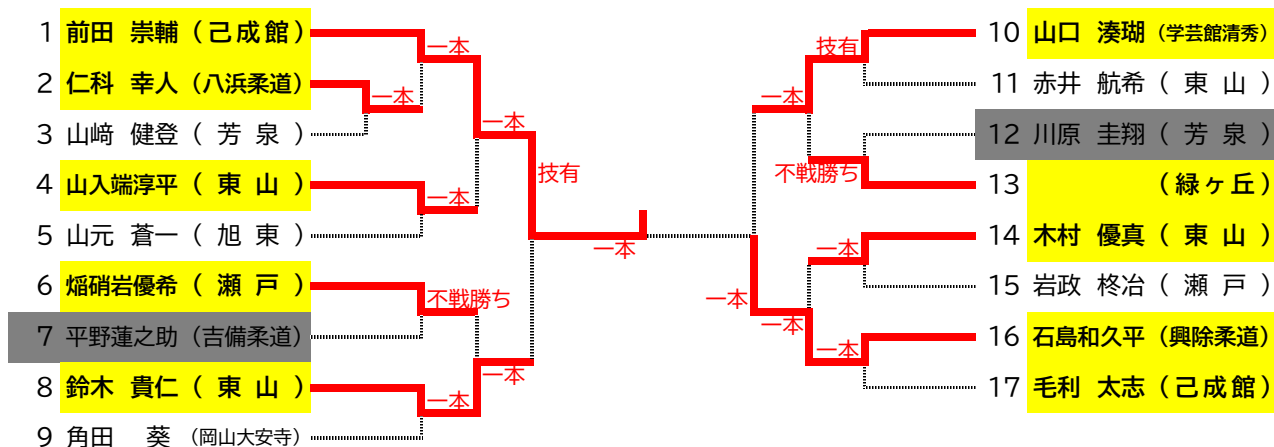 1 前田 崇輔 (己成館)
一本
2 仁科 幸人 (八浜柔道)
一本
3 山﨑 健登 ( 芳 泉 )
一本
4 山入端淳平 ( 東 山 )
一本
5 山元 蒼一 ( 旭 東 )
技有
6 焔硝岩優希 ( 瀬 戸 )
不戦勝ち
7 平野蓮之助 (吉備柔道)
一本
8 鈴木 貴仁 ( 東 山 )
一本
9 角田 葵 (岡山大安寺)
一本
10 山口 湊瑚 (学芸館清秀)
技有
11 赤井 航希 ( 東 山 )
一本
12 川原 圭翔 ( 芳 泉 )
不戦勝ち
13 (緑ヶ丘)
14 木村 優真 ( 東 山 )
一本
15 岩政 柊冶 ( 瀬 戸 )
一本
一本
16 石島和久平 (興除柔道)
一本
17 毛利 太志 (己成館)